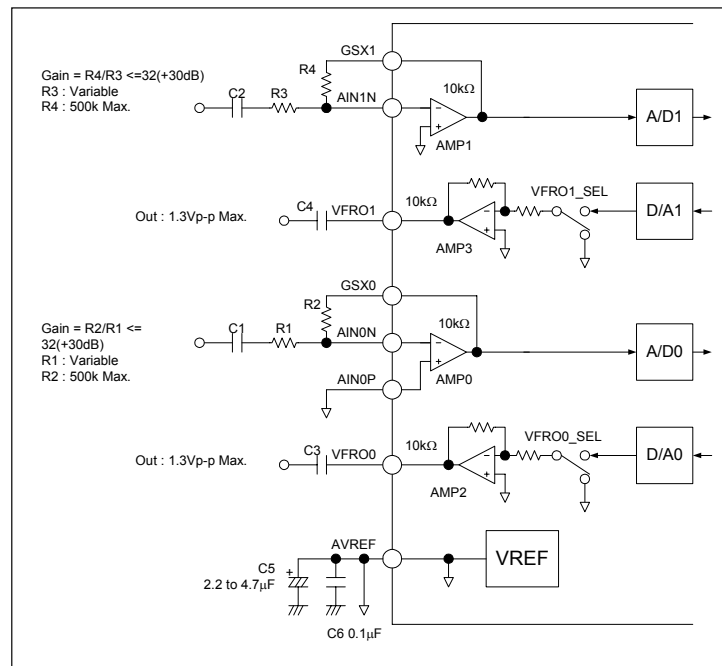 GSX1
Gain = R4/R3 <=32(+30dB)
R3 : Variable
R4 : 500k Max.
C2
R3
R4
AIN1N
10kΩ
AMP1
A/D1
Out : 1.3Vp-p Max.
C4
VFRO1
10kΩ
AMP3
VFRO1_SEL
D/A1
GSX0
Gain = R2/R1 <=
32(+30dB)
R1 : Variable
R2 : 500k Max.
C1
R1
R2
AIN0N
10kΩ
AMP0
A/D0
AIN0P
Out : 1.3Vp-p Max.
C3
VFRO0
10kΩ
AMP2
VFRO0_SEL
D/A0
AVREF
VREF
C5
2.2 to 4.7µF
+
C6 0.1µF